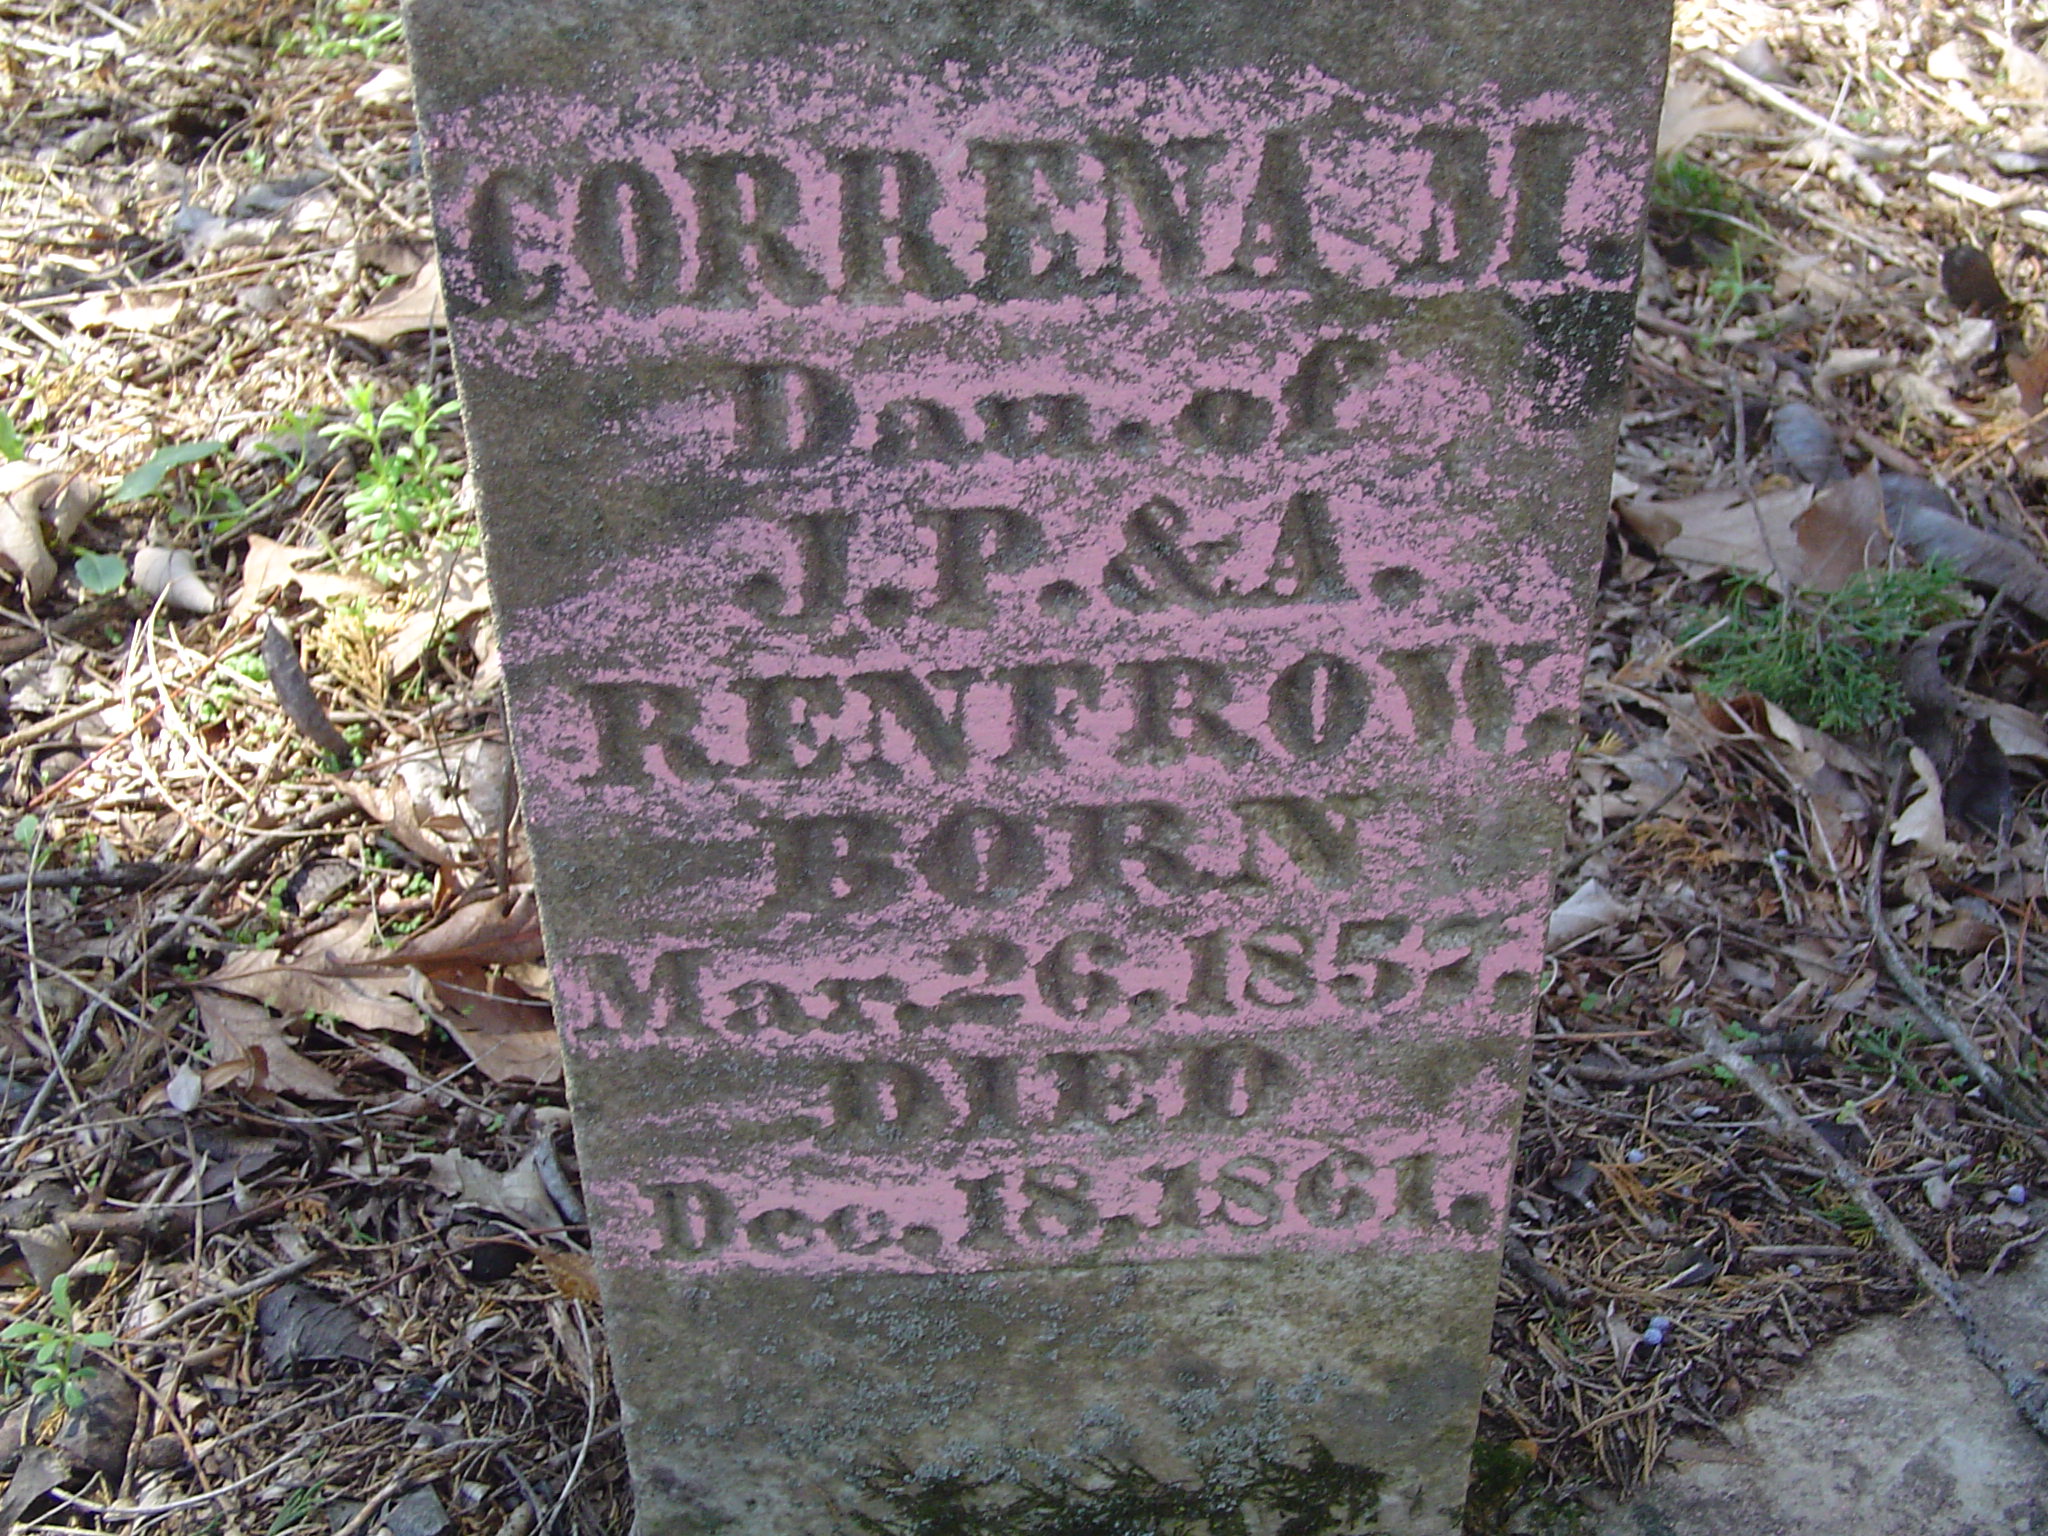 CORRENA M.
Dau. of
J. P. & A.
RENFROW.
BORN
Mar. 26. 1857.
DIED
Dec. 18. 1861.